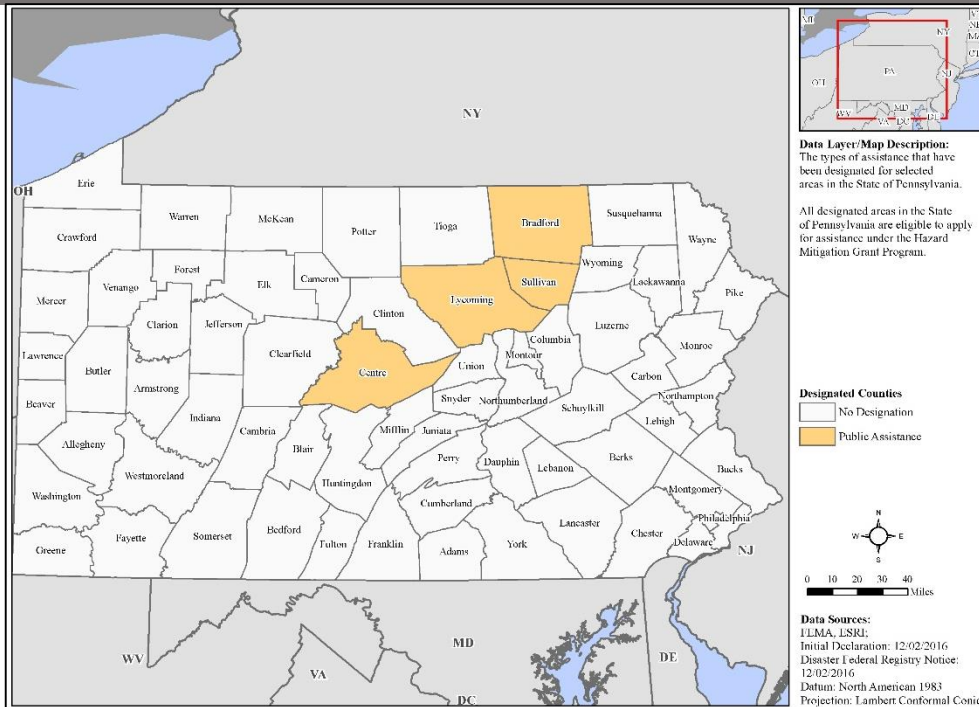 NY
OH
Erie
Crawford
Warren
McKean
Potter
Tioga
Bradford
Susquehanna
Wayne
Wyoming
Lackawanna
Pike
Sullivan
Lycoming
Forest
Venango
Mercer
Elk
Cameron
Clinton
Clarion
Jefferson
Clearfield
Centre
Luzerne
Columbia
Montour
Union
Monroe
Lawrence
Butler
Armstrong
Beaver
Indiana
Carbon
Northampton
Snyder
Northumberland
Schuylkill
Lehigh
Allegheny
Cambria
Blair
Mifflin
Juniata
Perry
Dauphin
Lebanon
Berks
Bucks
Westmoreland
Huntingdon
Montgomery
Washington
Cumberland
Lancaster
Philadelphia
Greene
Fayette
Somerset
Bedford
Fulton
Franklin
Adams
York
Chester
Delaware
NJ
WV
VA
MD
DC
DE
MI
NY
VT
NH
MA
CT
OH
PA
NJ
WV
MD
VA
DC
DE
Data Layer/Map Description:
The types of assistance that have
been designated for selected
areas in the State of Pennsylvania.
All designated areas in the State
of Pennsylvania are eligible to apply
for assistance under the Hazard
Mitigation Grant Program.
Designated Counties
No Designation
Public Assistance
N
W E
S
0 10 20 30 40
Miles
Data Sources:
FEMA, ESRI;
Initial Declaration: 12/02/2016
Disaster Federal Registry Notice:
12/02/2016
Datum: North American 1983
Projection: Lambert Conformal Conic